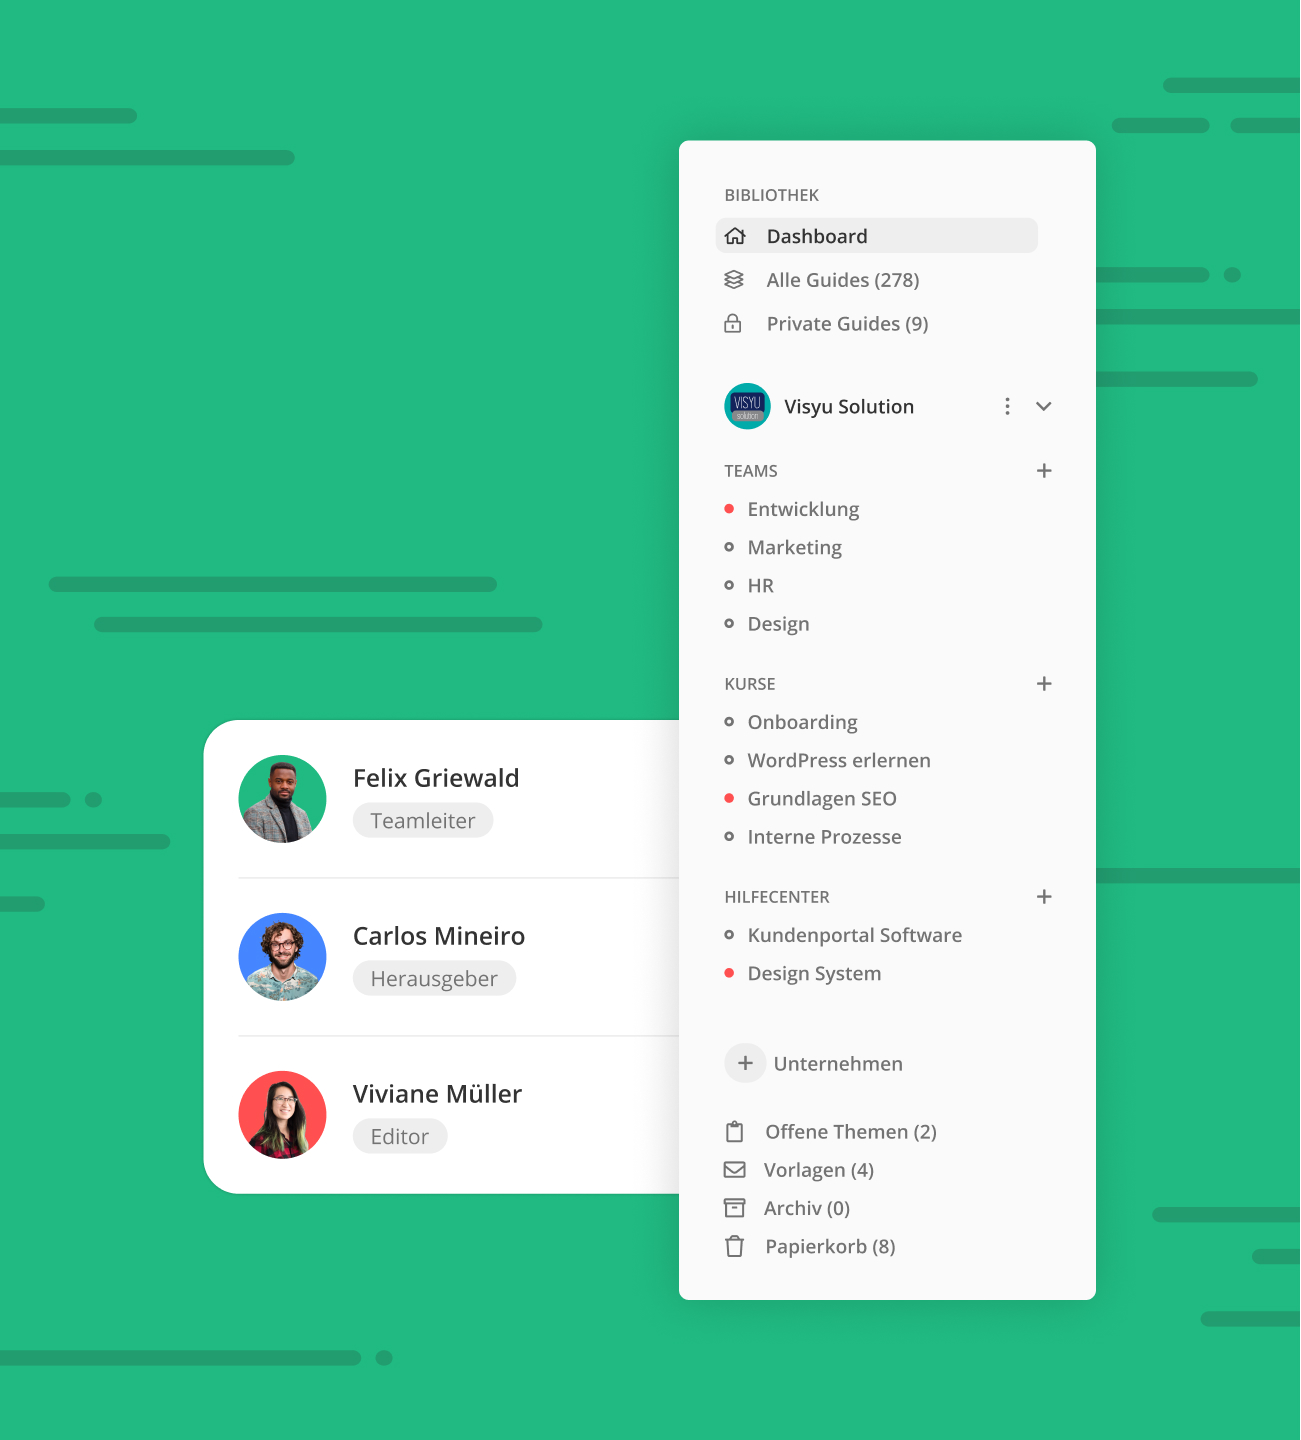 BIBLIOTHEK
Dashboard
Alle Guides (278)
Private Guides (9)
VISYU
solution
Visyu Solution
TEAMS
Entwicklung
Marketing
HR
Design
KURSE
Onboarding
WordPress erlernen
Grundlagen SEO
Interne Prozesse
HILFECENTER
Kundenportal Software
Design System
Unternehmen
Offene Themen (2)
Vorlagen (4)
Archiv (0)
Papierkorb (8)
Felix Griewald
Teamleiter
Carlos Mineiro
Herausgeber
Viviane Müller
Editor